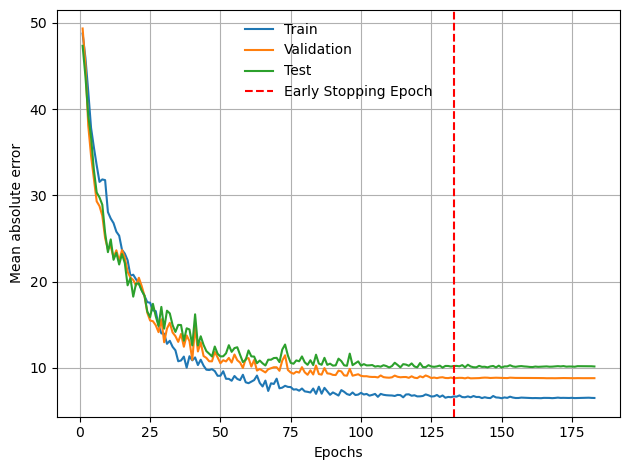 50
40
30
20
10
Mean absolute error
Train
Validation
Test
Early Stopping Epoch
0 25 50 75 100 125 150 175
Epochs